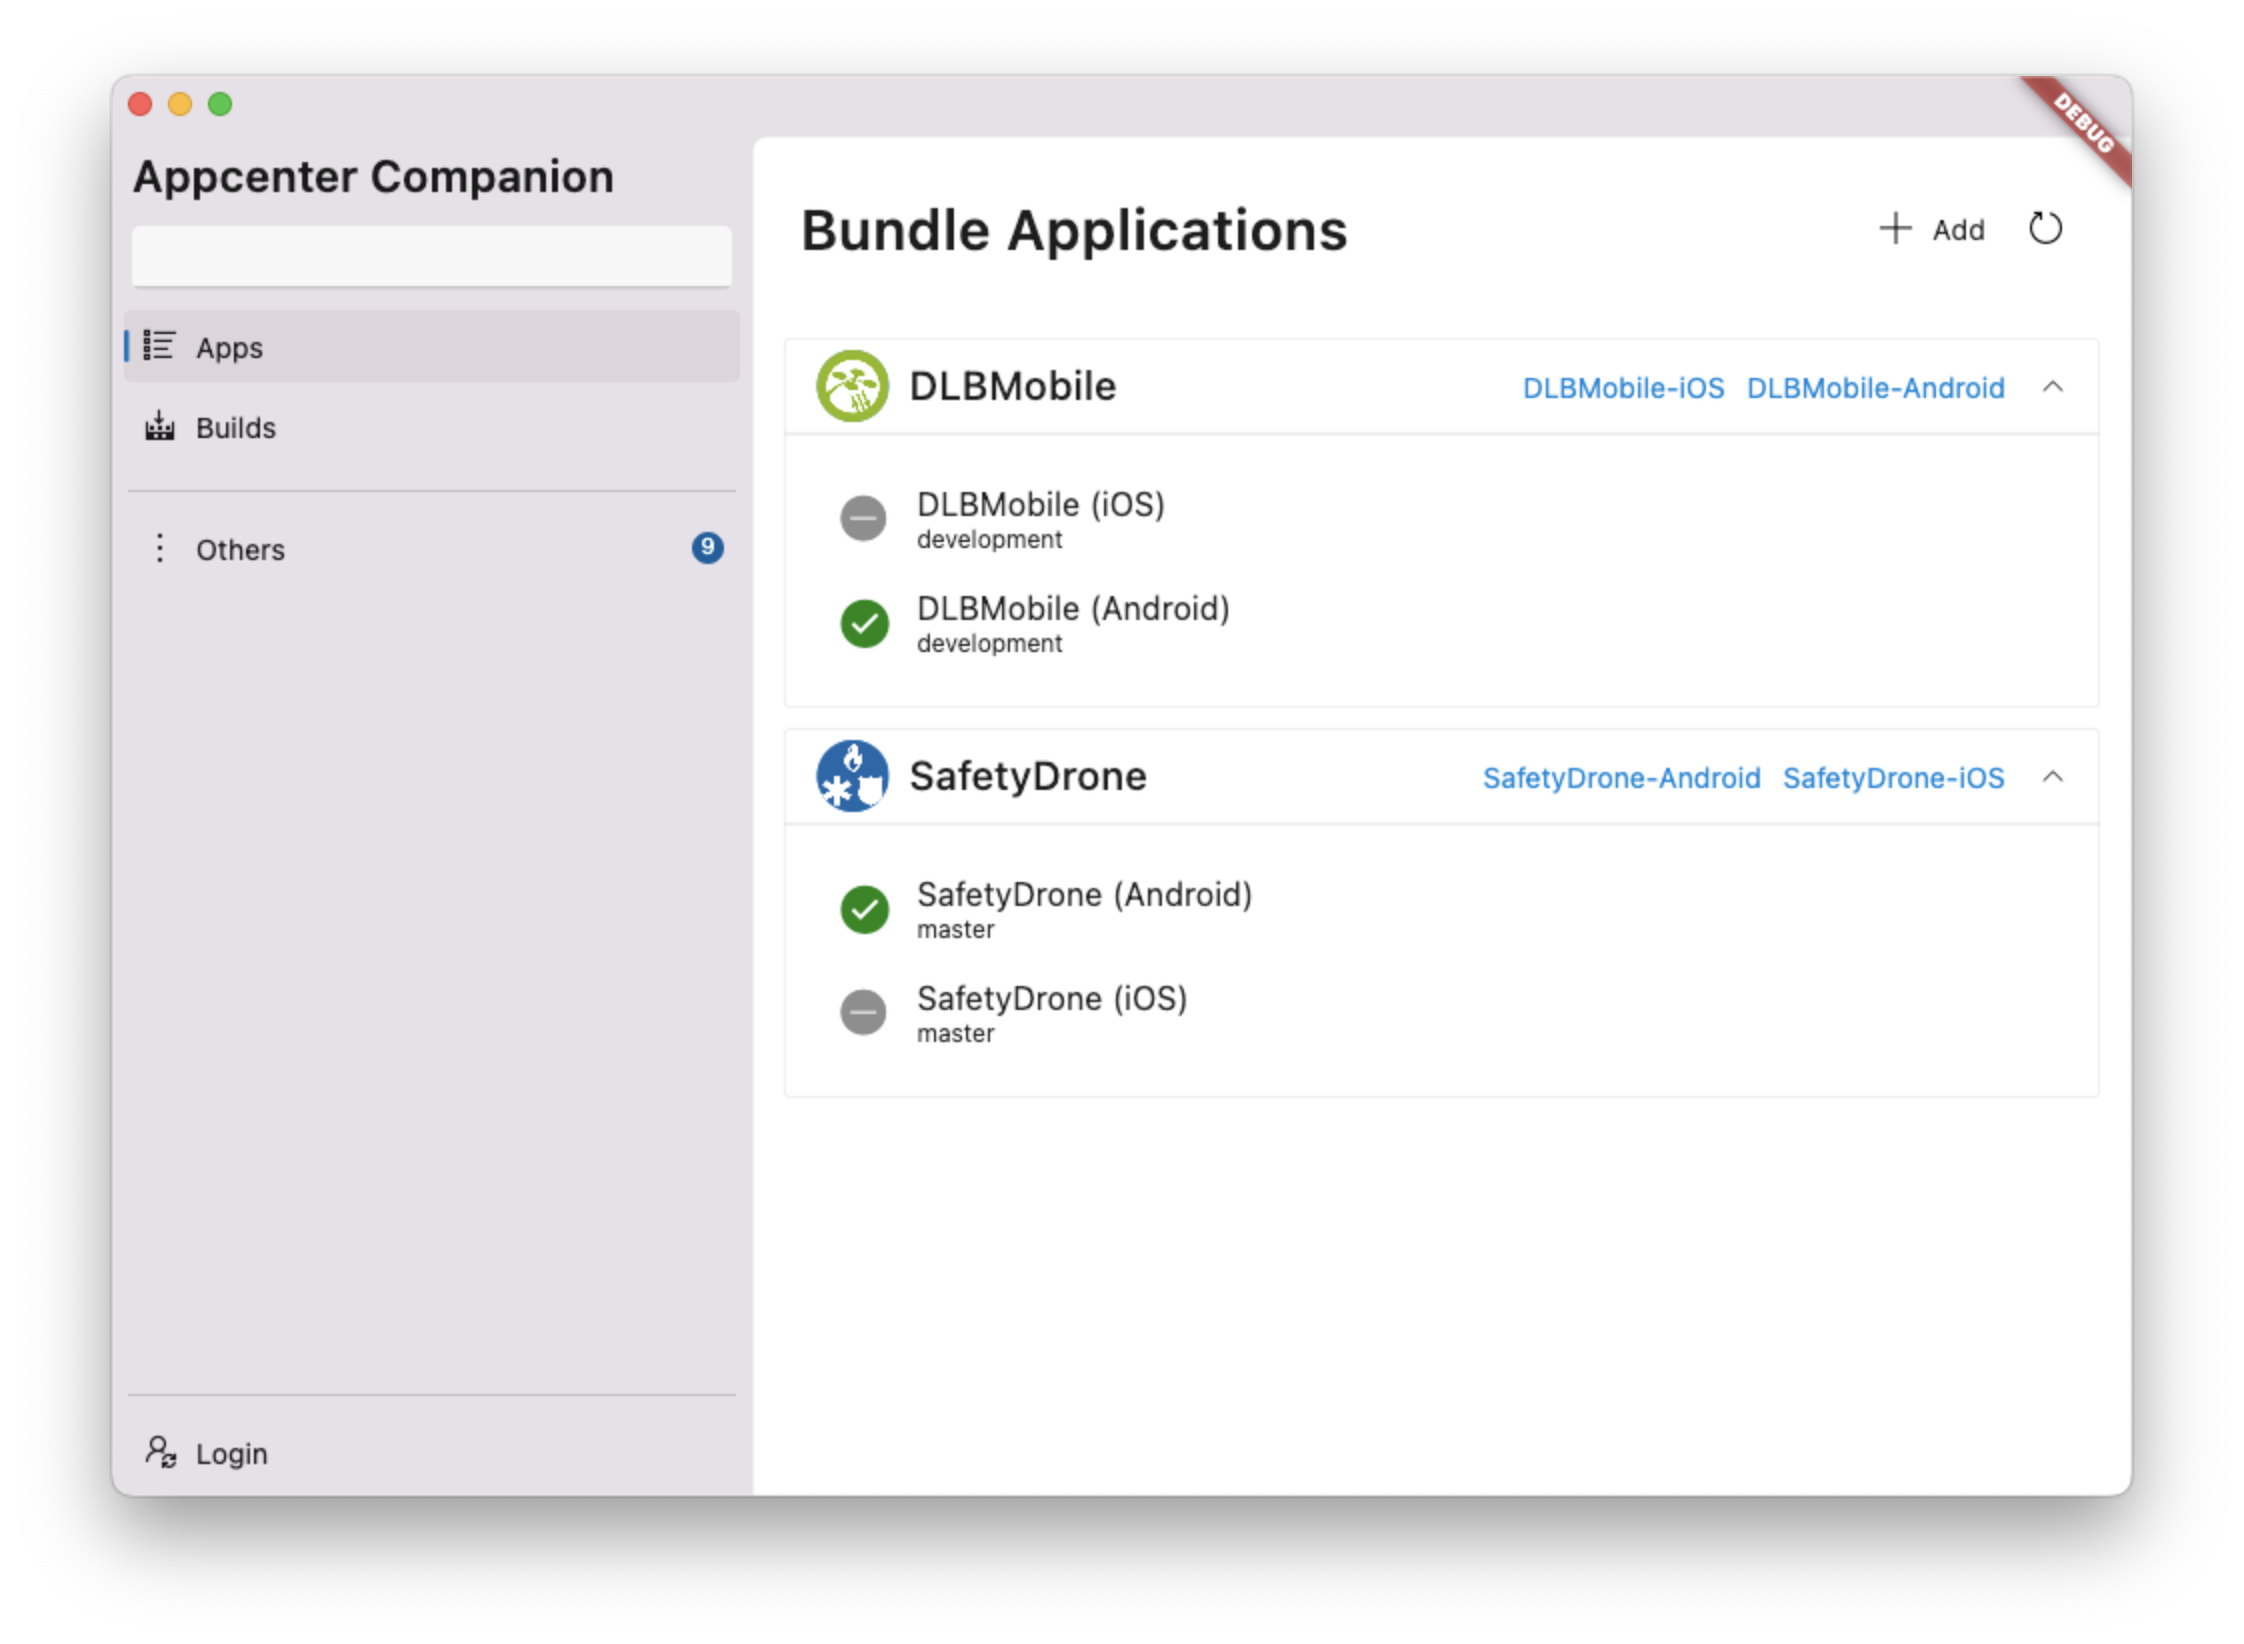 DEBUG
Appcenter Companion
Apps
Builds
Others
9
Login
Bundle Applications
Add
DLBMobile
DLBMobile-iOS DLBMobile-Android
DLBMobile (iOS)
development
DLBMobile (Android)
development
SafetyDrone
SafetyDrone-Android SafetyDrone-iOS
SafetyDrone (Android)
master
SafetyDrone (iOS)
master